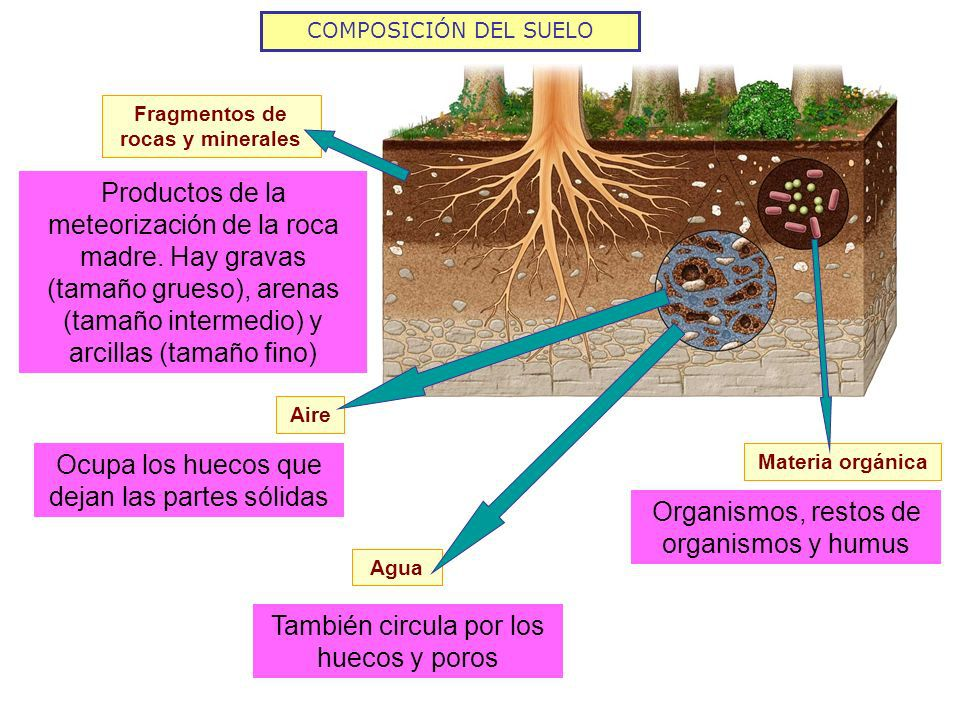 COMPOSICIÓN DEL SUELO
Fragmentos de
rocas y minerales
Productos de la
meteorización de la roca
madre. Hay gravas
(tamaño grueso), arenas
(tamaño intermedio) y
arcillas (tamaño fino)
Aire
Ocupa los huecos que
dejan las partes sólidas
Materia orgánica
Organismos, restos de
organismos y humus
Agua
También circula por los
huecos y poros